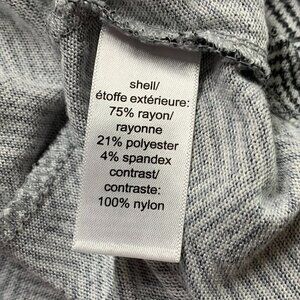 shell/
étoffe extérieure:
75% rayon/
rayonne
21% polyester
4% spandex
contrast/
contraste:
100% nylon